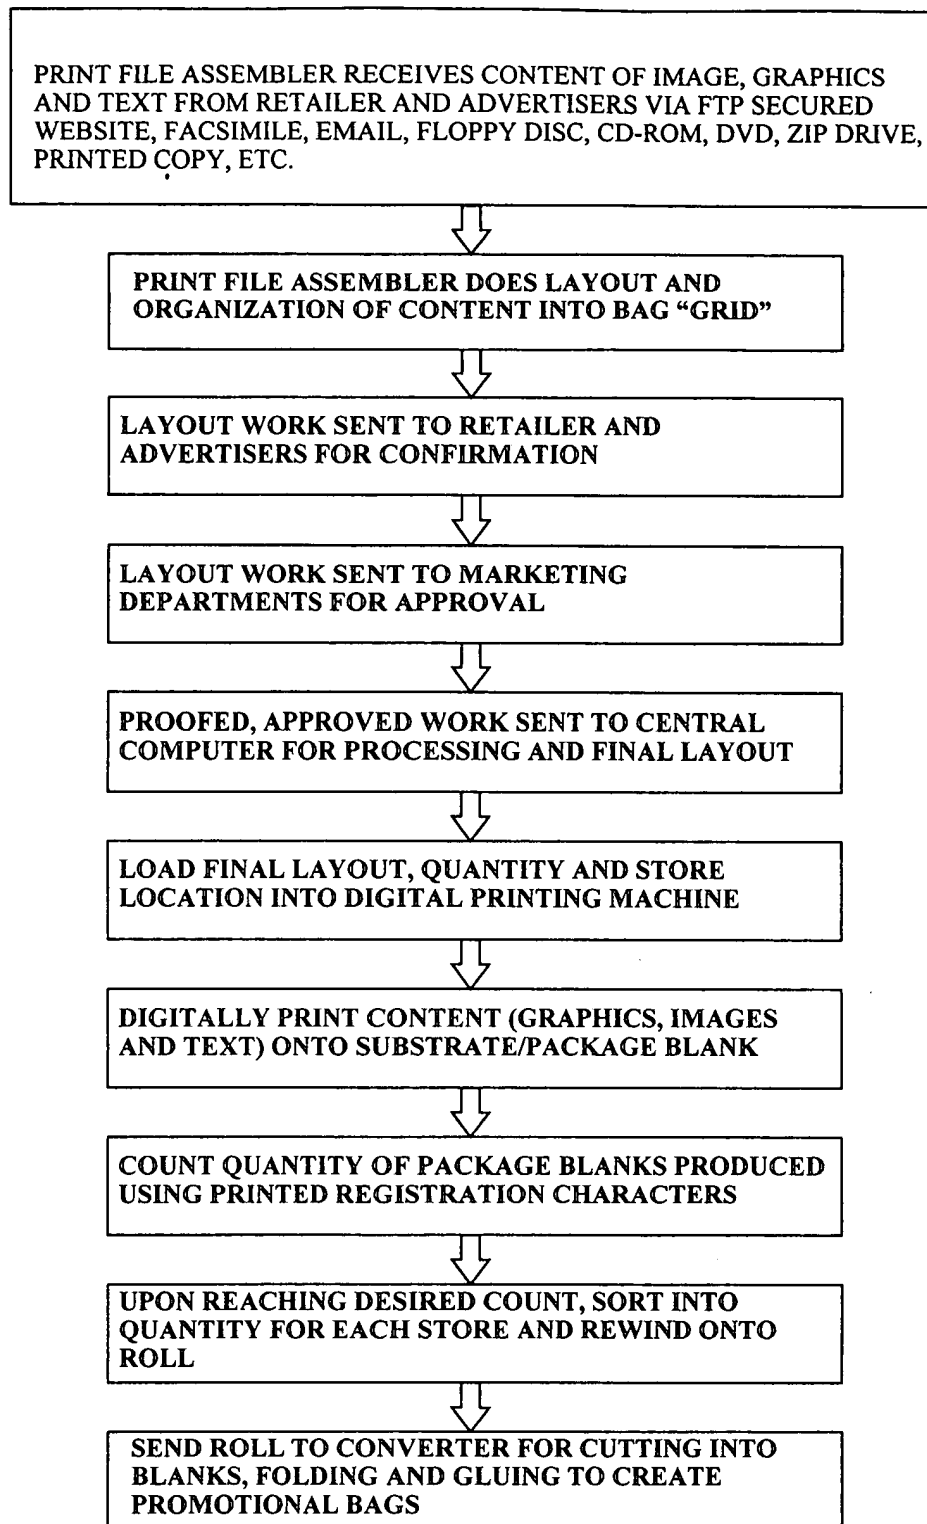 PRINT FILE ASSEMBLER RECEIVES CONTENT OF IMAGE, GRAPHICS
AND TEXT FROM RETAILER AND ADVERTISERS VIA FTP SECURED
WEBSITE, FACSIMILE, EMAIL, FLOPPY DISC, CD-ROM, DVD, ZIP DRIVE,
PRINTED COPY, ETC.
PRINT FILE ASSEMBLER DOES LAYOUT AND
ORGANIZATION OF CONTENT INTO BAG “GRID”
LAYOUT WORK SENT TO RETAILER AND
ADVERTISERS FOR CONFIRMATION
LAYOUT WORK SENT TO MARKETING
DEPARTMENTS FOR APPROVAL
PROOFED, APPROVED WORK SENT TO CENTRAL
COMPUTER FOR PROCESSING AND FINAL LAYOUT
LOAD FINAL LAYOUT, QUANTITY AND STORE
LOCATION INTO DIGITAL PRINTING MACHINE
DIGITALLY PRINT CONTENT (GRAPHICS, IMAGES
AND TEXT) ONTO SUBSTRATE/PACKAGE BLANK
COUNT QUANTITY OF PACKAGE BLANKS PRODUCED
USING PRINTED REGISTRATION CHARACTERS
UPON REACHING DESIRED COUNT, SORT INTO
QUANTITY FOR EACH STORE AND REWIND ONTO
ROLL
SEND ROLL TO CONVERTER FOR CUTTING INTO
BLANKS, FOLDING AND GLUING TO CREATE
PROMOTIONAL BAGS